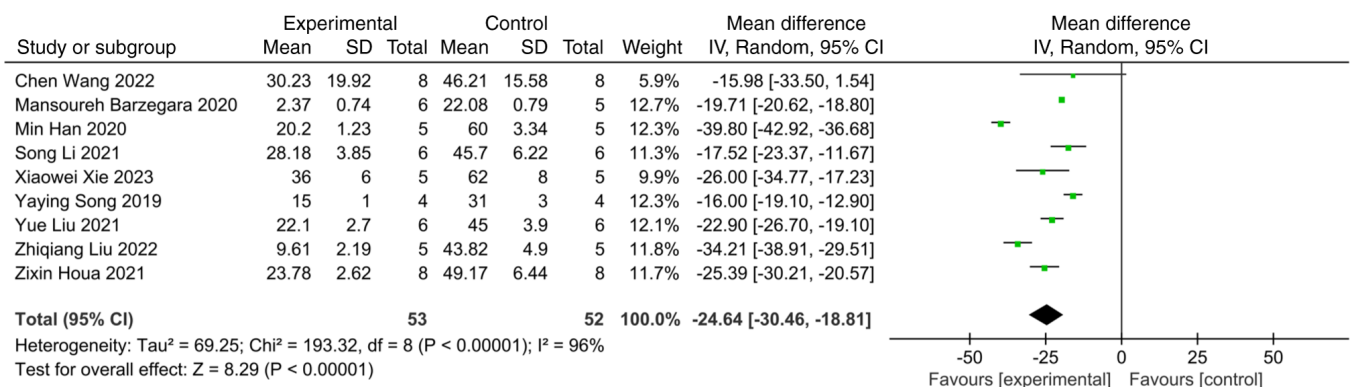 Experimental Control Mean difference Mean difference
Study or subgroup Mean SD Total Mean SD Total Weight IV, Random, 95% CI IV, Random, 95% CI
Chen Wang 2022 30.23 19.92 8 46.21 15.58 8 5.9% -15.98 [-33.50, 1.54]
Mansoureh Barzegara 2020 2.37 0.74 6 22.08 0.79 5 12.7% -19.71 [-20.62, -18.80]
Min Han 2020 20.2 1.23 5 60 3.34 5 12.3% -39.80 [-42.92, -36.68]
Song Li 2021 28.18 3.85 6 45.7 6.22 6 11.3% -17.52 [-23.37, -11.67]
Xiaowei Xie 2023 36 6 5 62 8 5 9.9% -26.00 [-34.77, -17.23]
Yaying Song 2019 15 1 4 31 3 4 12.3% -16.00 [-19.10, -12.90]
Yue Liu 2021 22.1 2.7 6 45 3.9 6 12.1% -22.90 [-26.70, -19.10]
Zhiqiang Liu 2022 9.61 2.19 5 43.82 4.9 5 11.8% -34.21 [-38.91, -29.51]
Zixin Houa 2021 23.78 2.62 8 49.17 6.44 8 11.7% -25.39 [-30.21, -20.57]
Total (95% CI) 53 52 100.0% -24.64 [-30.46, -18.81]
Heterogeneity: Tau² = 69.25; Chi² = 193.32, df = 8 (P < 0.00001); I² = 96%
Test for overall effect: Z = 8.29 (P < 0.00001)
-50 -25 0 25 50
Favours [experimental] Favours [control]